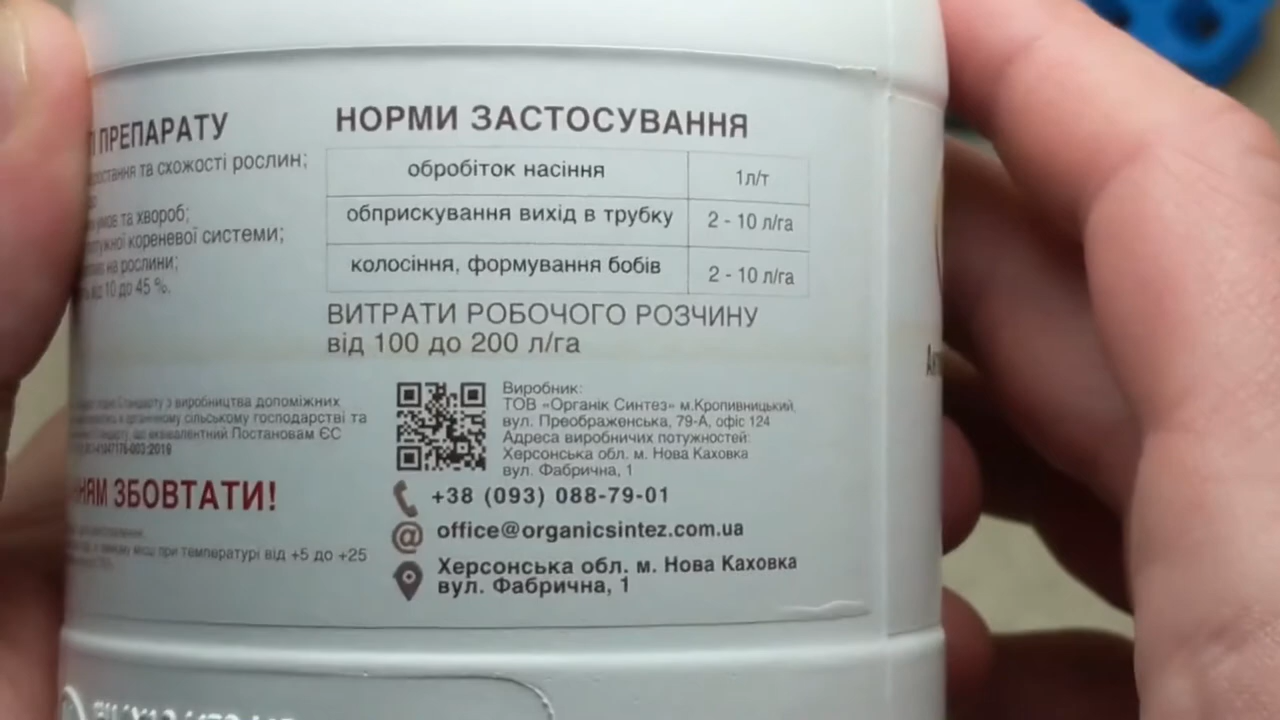 ПРЕПАРАТУ
та схожості рослин;
умов та хвороб;
кореневої системи;
на рослини;
від 10 до 45 %.
НОРМИ ЗАСТОСУВАННЯ
обробіток насіння 1л/т
обприскування вихід в трубку 2 - 10 л/га
колосіння, формування бобів 2 - 10 л/га
ВИТРАТИ РОБОЧОГО РОЗЧИНУ
від 100 до 200 л/га
Стандарту з виробництва допоміжних
органічному сільському господарстві та
що еквівалентний Постановам ЄС
ЗБОВТАТИ!
місці при температурі від +5 до +25
Виробник:
ТОВ «Органік Синтез» м.Кропивницький,
вул. Преображенська, 79-А, офіс 124
Адреса виробничих потужностей:
Херсонська обл. м. Нова Каховка
вул. Фабрична, 1
+38 (093) 088-79-01
office@organicsintez.com.ua
Херсонська обл. м. Нова Каховка
вул. Фабрична, 1